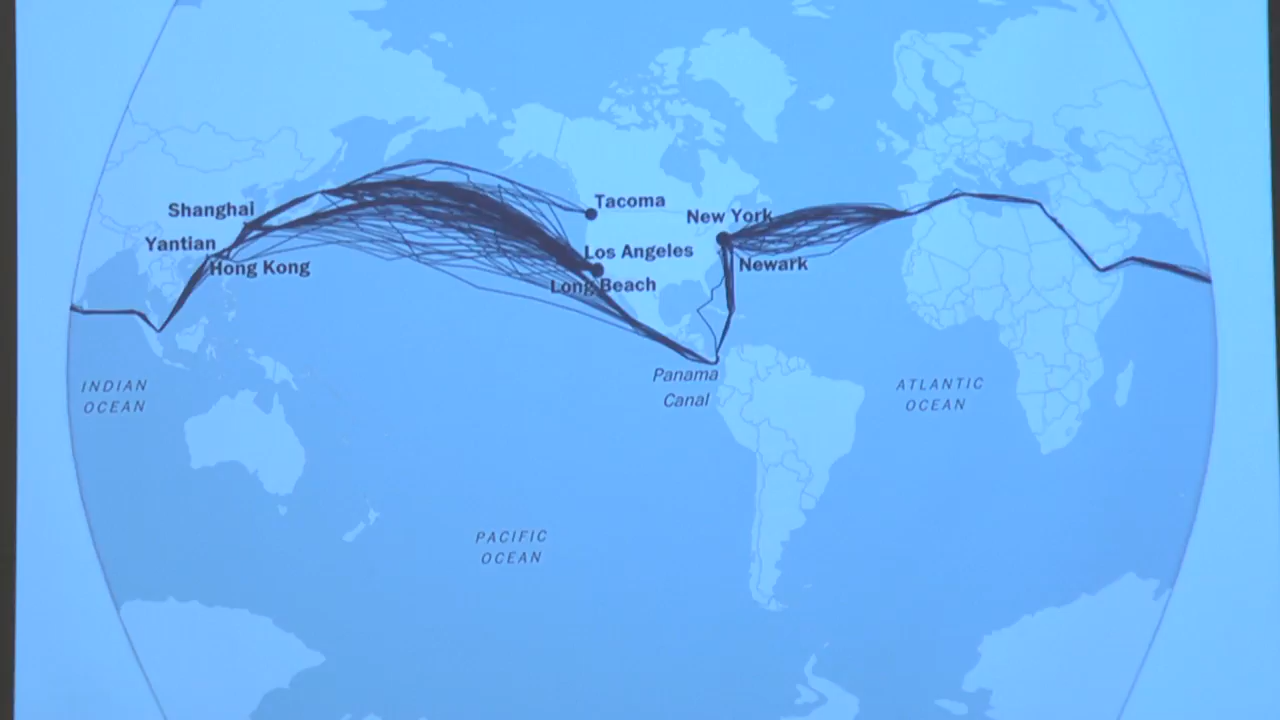 Tacoma
Shanghai
New York
Yantian
Los Angeles
Hong Kong
Newark
Long Beach
Panama
Canal
INDIAN
OCEAN
ATLANTIC
OCEAN
PACIFIC
OCEAN